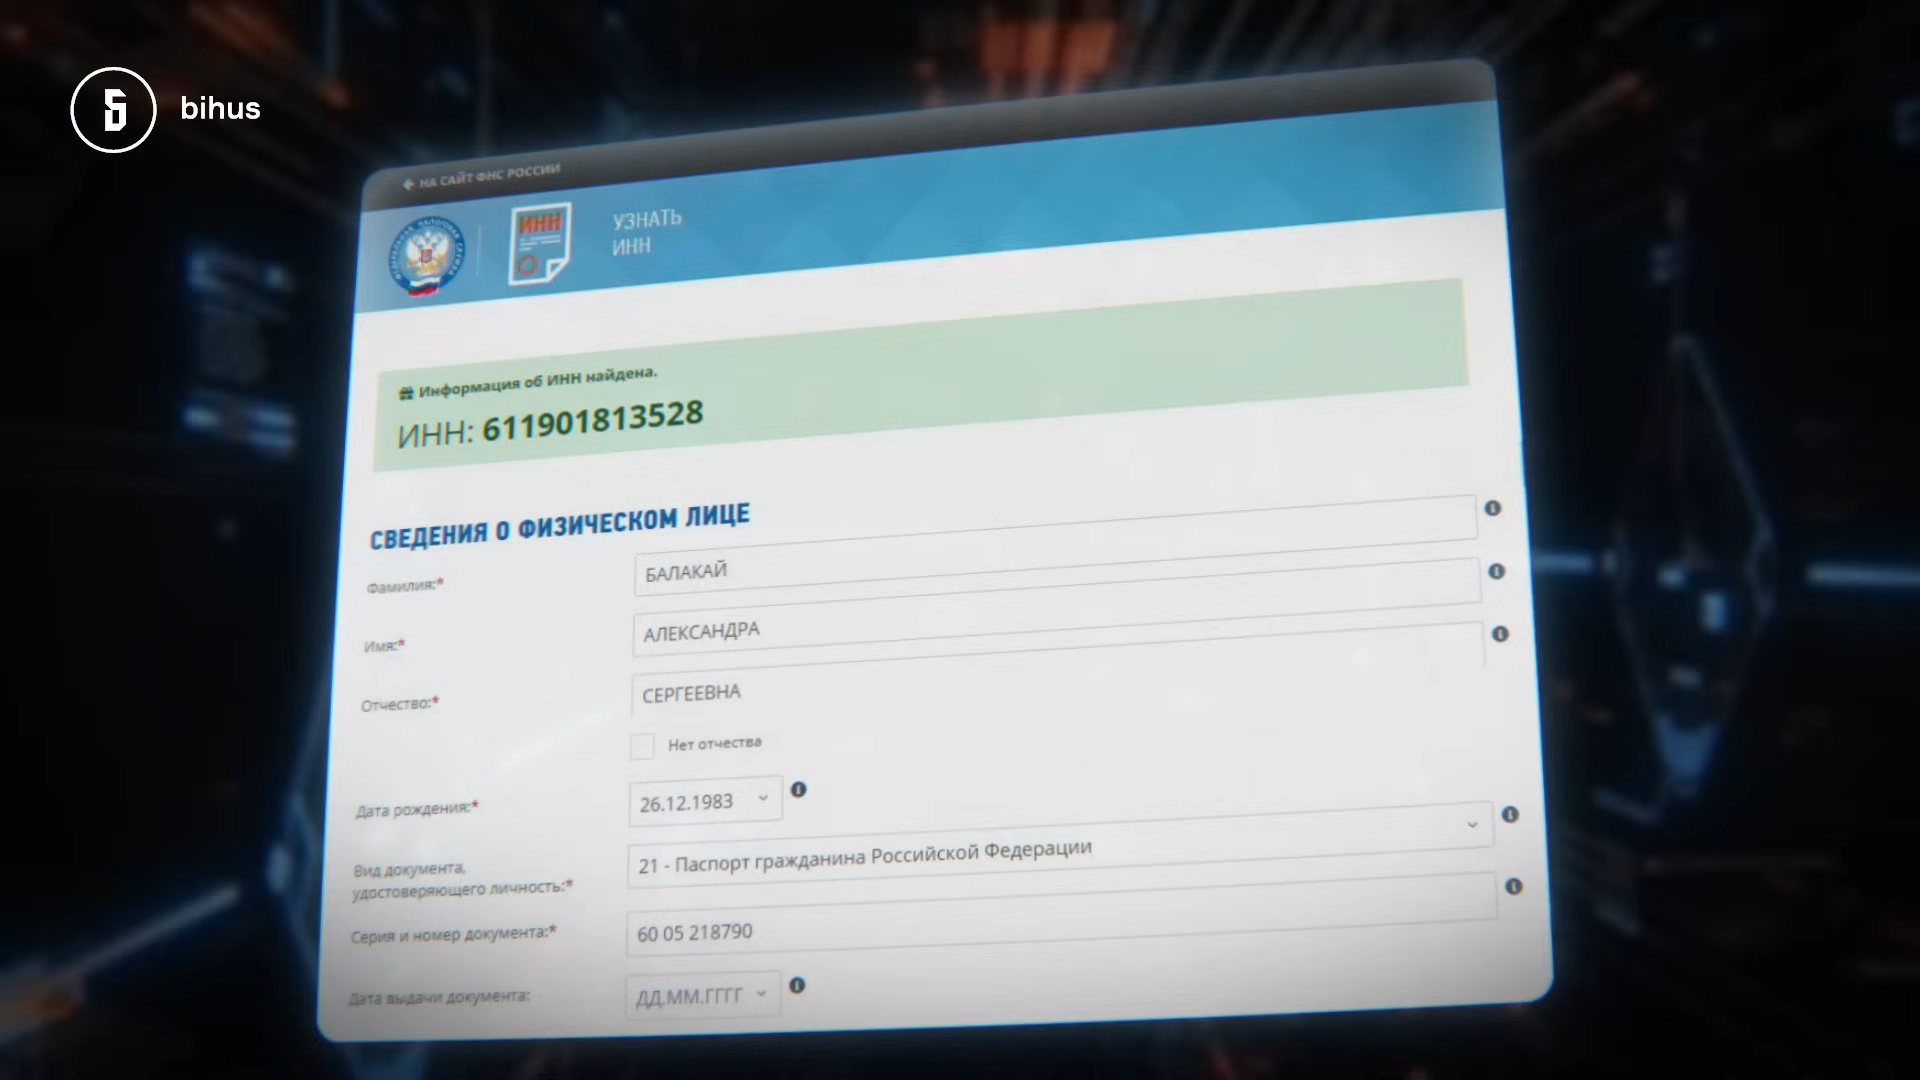 bihus
НА САЙТ ФНС РОССИИ
ИНН
УЗНАТЬ
ИНН
Информация об ИНН найдена.
ИНН: 611901813528
СВЕДЕНИЯ О ФИЗИЧЕСКОМ ЛИЦЕ
Фамилия:* БАЛАКАЙ
Имя:* АЛЕКСАНДРА
Отчество:* СЕРГЕЕВНА
Нет отчества
Дата рождения:* 26.12.1983
Вид документа,
удостоверяющего личность:* 21 - Паспорт гражданина Российской Федерации
Серия и номер документа:* 60 05 218790
Дата выдачи документа: ДД.ММ.ГГГГ